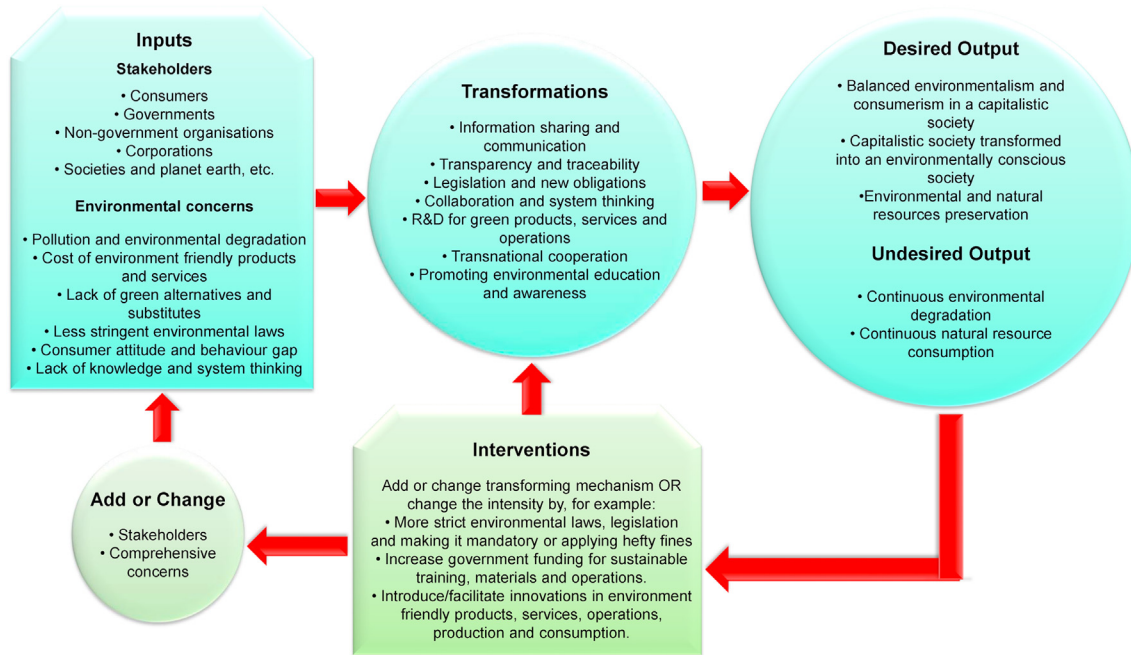 Inputs
Stakeholders
• Consumers
• Governments
• Non-government organisations
• Corporations
• Societies and planet earth, etc.
Environmental concerns
• Pollution and environmental degradation
• Cost of environment friendly products
and services
• Lack of green alternatives and
substitutes
• Less stringent environmental laws
• Consumer attitude and behaviour gap
• Lack of knowledge and system thinking
Transformations
• Information sharing and
communication
• Transparency and traceability
• Legislation and new obligations
• Collaboration and system thinking
• R&D for green products, services and
operations
• Transnational cooperation
• Promoting environmental education
and awareness
Desired Output
• Balanced environmentalism and
consumerism in a capitalistic
society
• Capitalistic society transformed
into an environmentally conscious
society
•Environmental and natural
resources preservation
Undesired Output
• Continuous environmental
degradation
• Continuous natural resource
consumption
Interventions
Add or change transforming mechanism OR
change the intensity by, for example:
• More strict environmental laws, legislation
and making it mandatory or applying hefty fines
• Increase government funding for sustainable
training, materials and operations.
• Introduce/facilitate innovations in environment
friendly products, services, operations,
production and consumption.
Add or Change
• Stakeholders
• Comprehensive
concerns